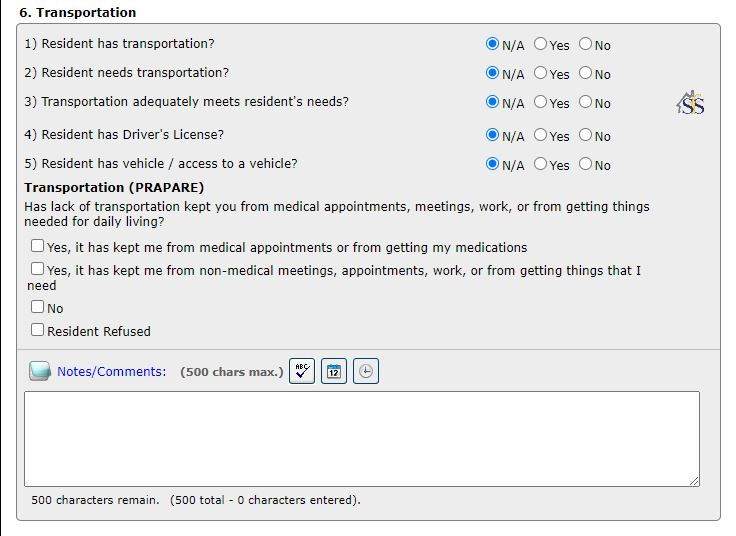 6. Transportation
1) Resident has transportation? N/A Yes No
2) Resident needs transportation? N/A Yes No
3) Transportation adequately meets resident's needs? N/A Yes No
SS
4) Resident has Driver's License? N/A Yes No
5) Resident has vehicle / access to a vehicle? N/A Yes No
Transportation (PRAPARE)
Has lack of transportation kept you from medical appointments, meetings, work, or from getting things
needed for daily living?
Yes, it has kept me from medical appointments or from getting my medications
Yes, it has kept me from non-medical meetings, appointments, work, or from getting things that I
need
No
Resident Refused
Notes/Comments: (500 chars max.) ABC 12
500 characters remain. (500 total - 0 characters entered).